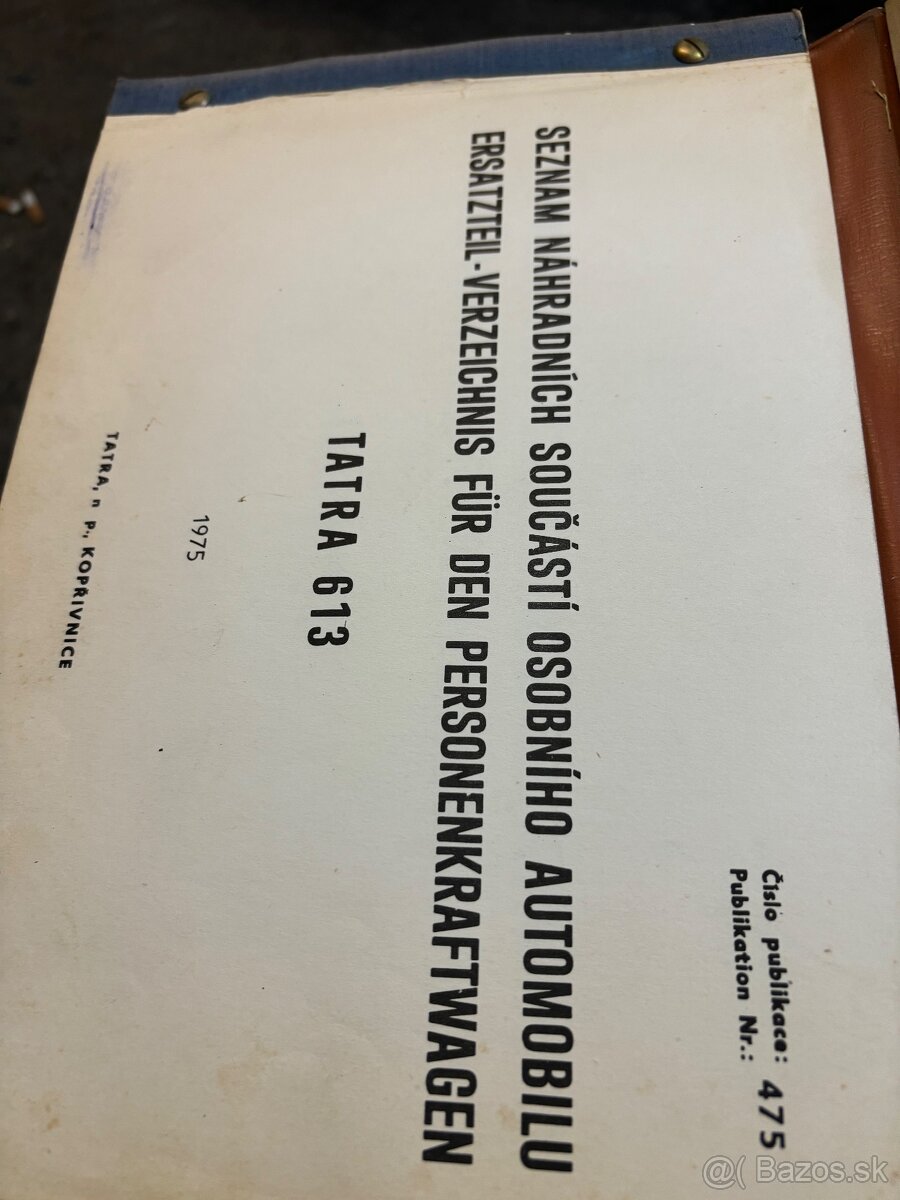 Číslo publikace: 475
Publikation Nr.:
SEZNAM NÁHRADNÍCH SOUČÁSTÍ OSOBNÍHO AUTOMOBILU
ERSATZTEIL-VERZEICHNIS FÜR DEN PERSONENKRAFTWAGEN
TATRA 613
1975
TATRA, n p., KOPŘIVNICE
@( Bazos.sk